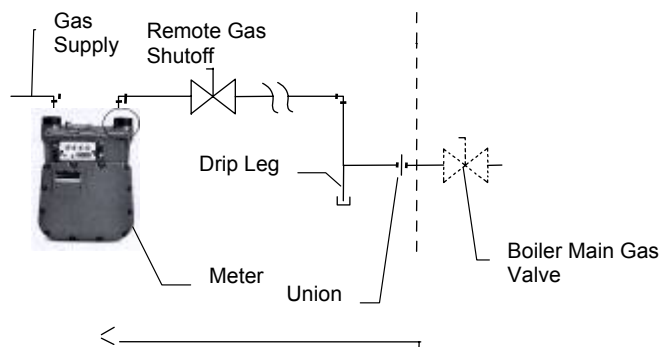 Gas
Supply
Remote Gas
Shutoff
Drip Leg
Meter
Union
Boiler Main Gas
Valve